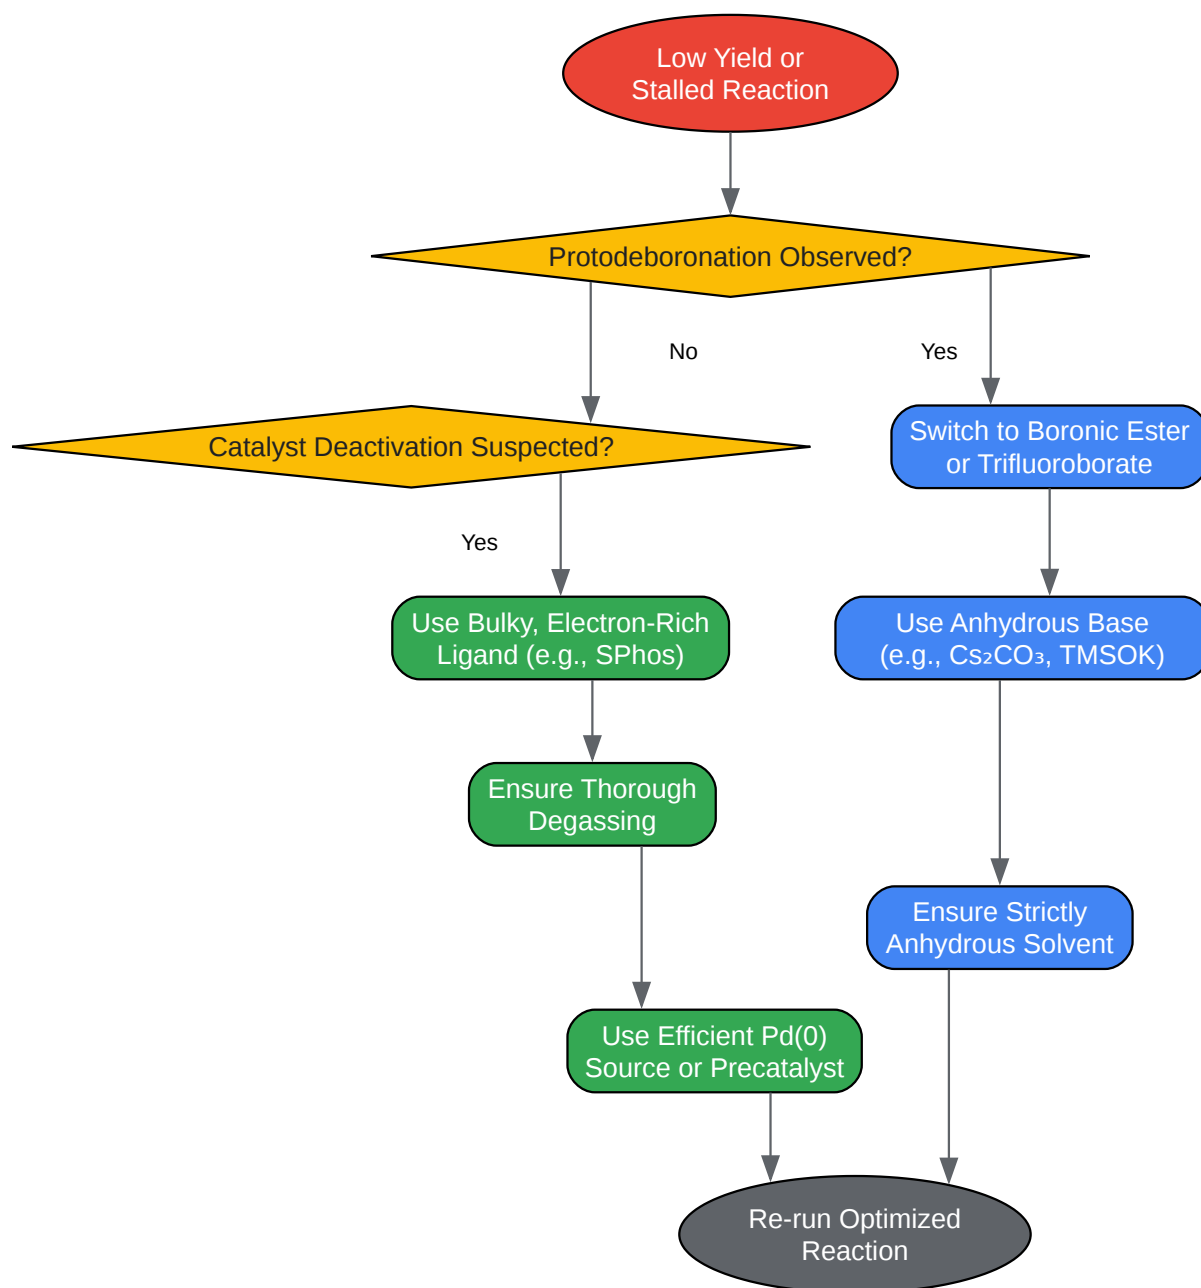 Low Yield or
Stalled Reaction
Protodeboronation Observed?
No
Yes
Catalyst Deactivation Suspected?
Switch to Boronic Ester
or Trifluoroborate
Yes
Use Bulky, Electron-Rich
Ligand (e.g., SPhos)
Use Anhydrous Base
(e.g., Cs₂CO₃, TMSOK)
Ensure Thorough
Degassing
Ensure Strictly
Anhydrous Solvent
Use Efficient Pd(0)
Source or Precatalyst
Re-run Optimized
Reaction